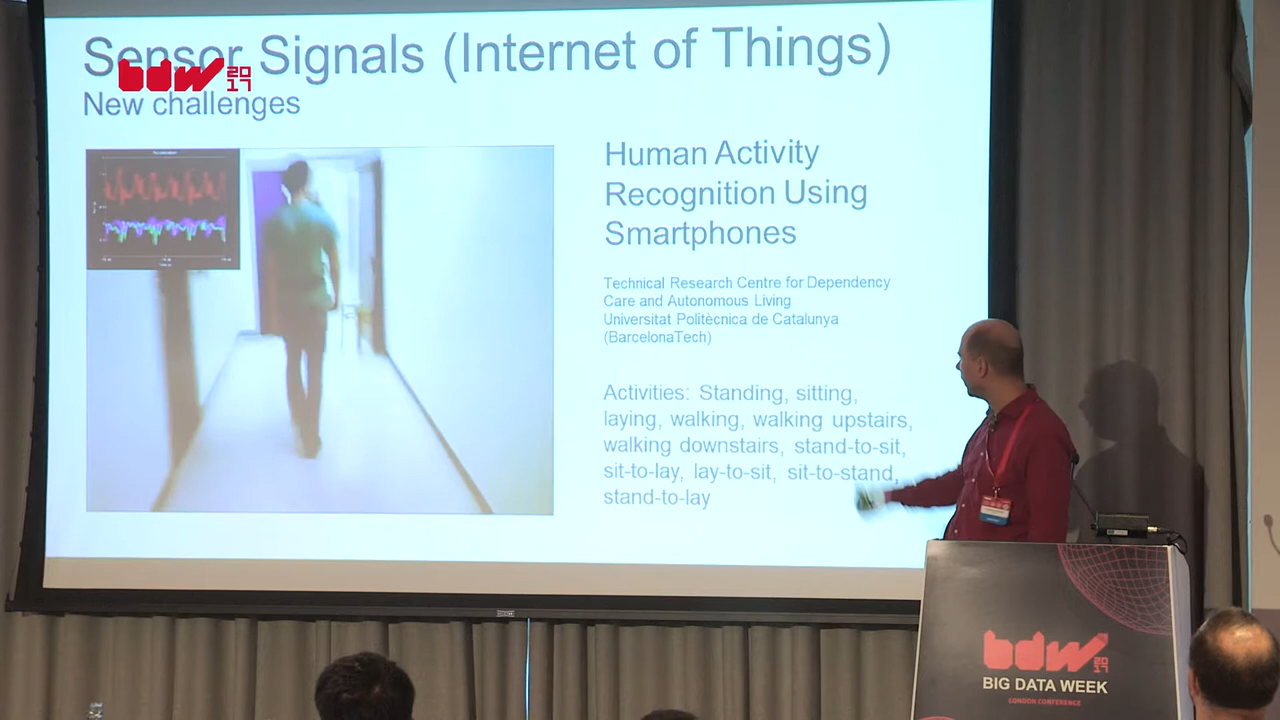 Sensor Signals (Internet of Things)
bdw 2017
New challenges
Human Activity
Recognition Using
Smartphones
Technical Research Centre for Dependency
Care and Autonomous Living
Universitat Politècnica de Catalunya
(BarcelonaTech)
Activities: Standing, sitting,
laying, walking, walking upstairs,
walking downstairs, stand-to-sit,
sit-to-lay, lay-to-sit, sit-to-stand,
stand-to-lay
bdw 2017
BIG DATA WEEK
LONDON CONFERENCE